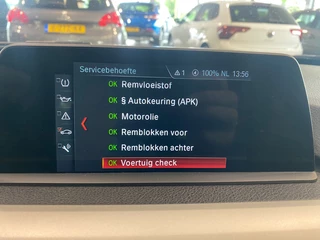 Servicebehoefte ⚠1 100% NL 13:56
OK Remvloeistof
OK § Autokeuring (APK)
OK Motorolie
OK Remblokken voor
OK Remblokken achter
OK Voertuig check